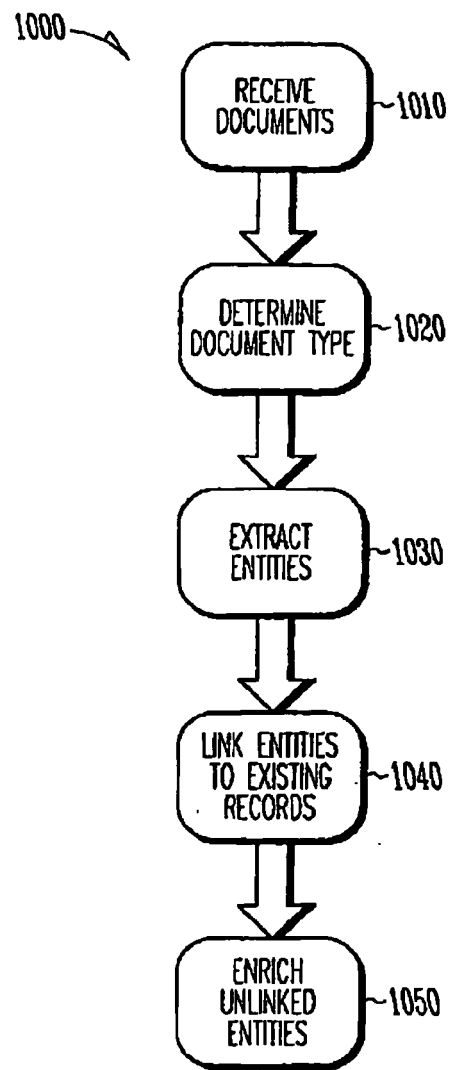 1000
RECEIVE
DOCUMENTS
1010
DETERMINE
DOCUMENT TYPE
1020
EXTRACT
ENTITIES
1030
LINK ENTITIES
TO EXISTING
RECORDS
1040
ENRICH
UNLINKED
ENTITIES
1050